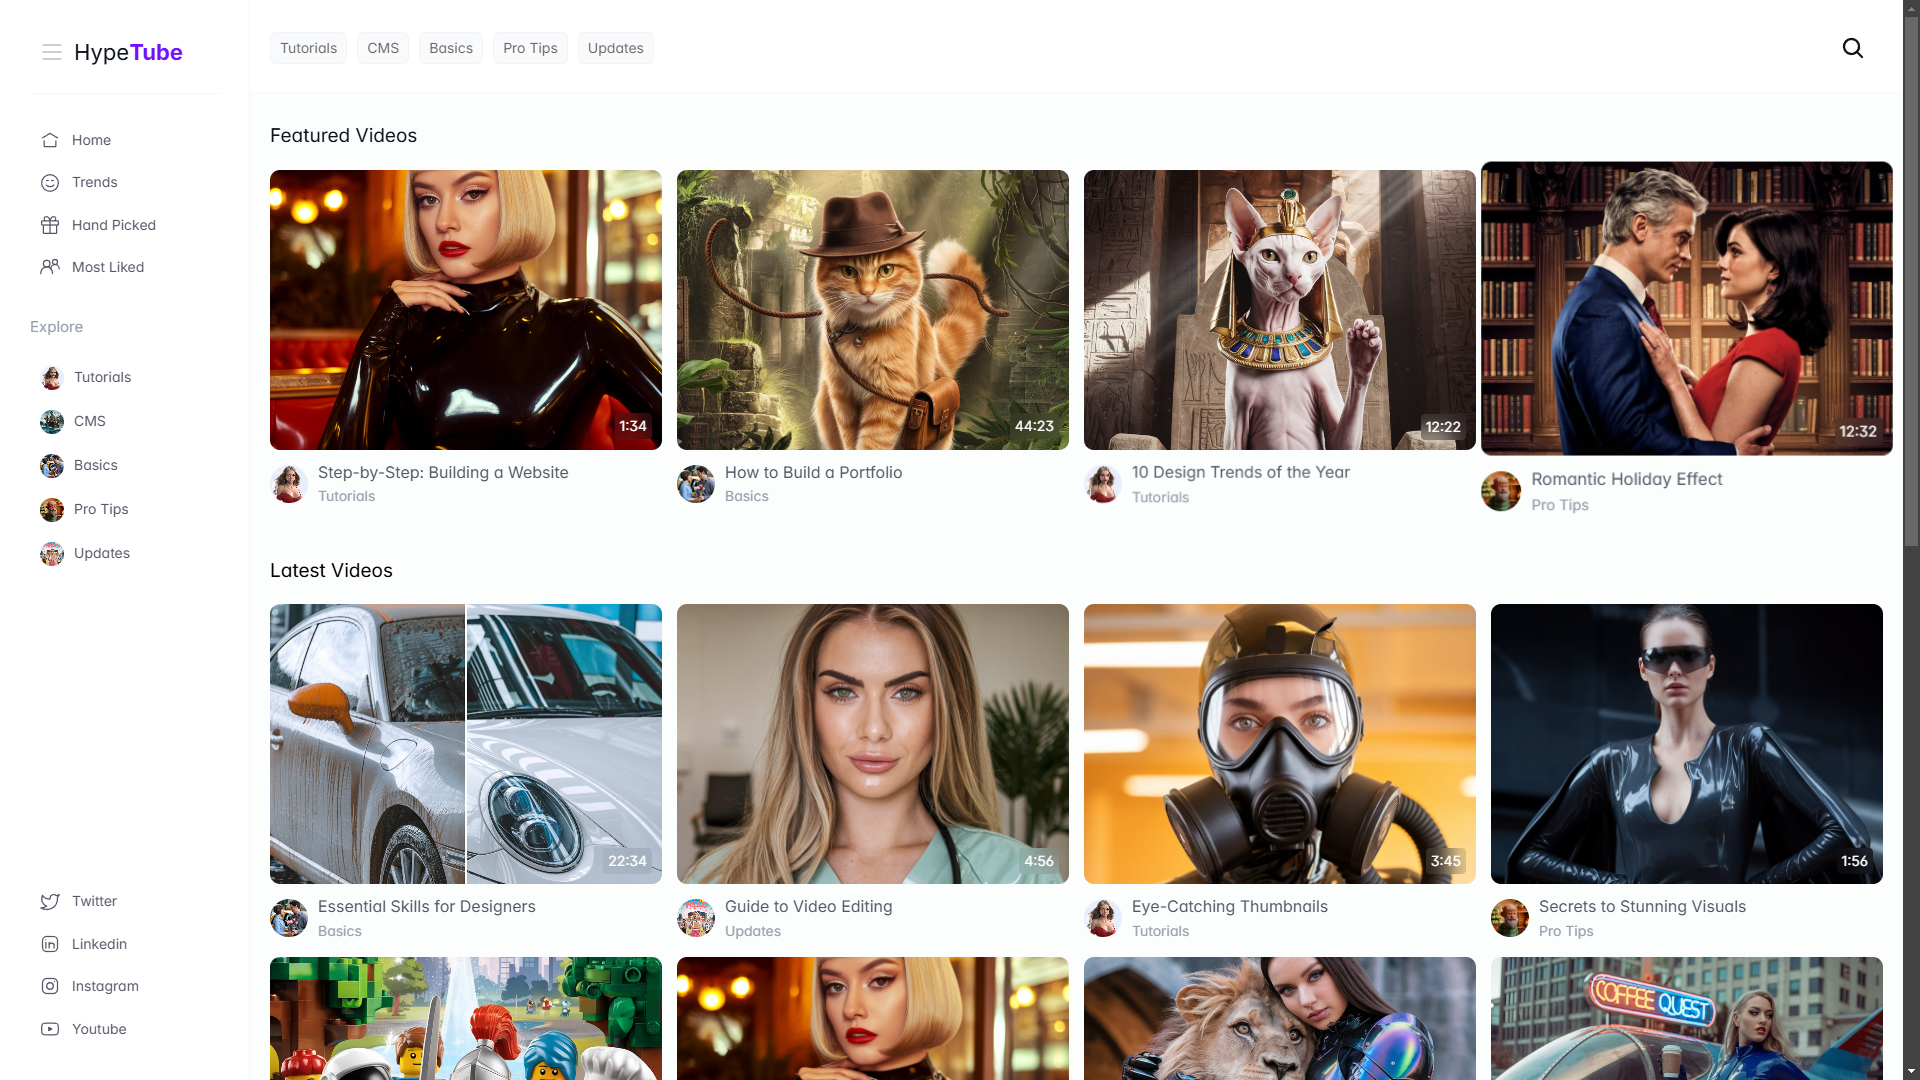 HypeTube
Tutorials
CMS
Basics
Pro Tips
Updates
Home
Trends
Hand Picked
Most Liked
Explore
Tutorials
CMS
Basics
Pro Tips
Updates
Twitter
Linkedin
Instagram
Youtube
Featured Videos
1:34
44:23
12:22
12:32
Step-by-Step: Building a Website
Tutorials
How to Build a Portfolio
Basics
10 Design Trends of the Year
Tutorials
Romantic Holiday Effect
Pro Tips
Latest Videos
22:34
4:56
3:45
1:56
Essential Skills for Designers
Basics
Guide to Video Editing
Updates
Eye-Catching Thumbnails
Tutorials
Secrets to Stunning Visuals
Pro Tips
COFFEE QUEST